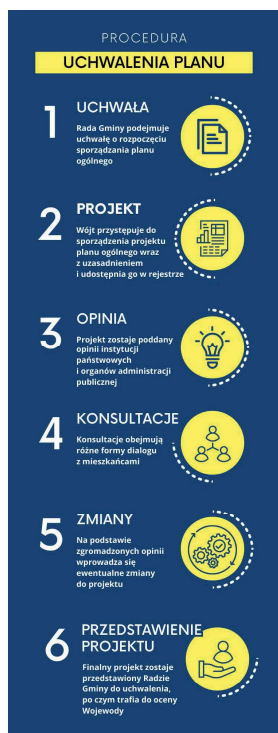 PROCEDURA
UCHWALENIA PLANU
1
UCHWAŁA
Rada Gminy podejmuje
uchwałę o rozpoczęciu
sporządzania planu
ogólnego
2
PROJEKT
Wójt przystępuje do
sporządzenia projektu
planu ogólnego wraz
z uzasadnieniem
i udostępnia go w rejestrze
3
OPINIA
Projekt zostaje poddany
opinii instytucji
państwowych
i organów administracji
publicznej
4
KONSULTACJE
Konsultacje obejmują
różne formy dialogu
z mieszkańcami
5
ZMIANY
Na podstawie
zgromadzonych opinii
wprowadza się
ewentualne zmiany
do projektu
6
PRZEDSTAWIENIE
PROJEKTU
Finalny projekt zostaje
przedstawiony Radzie
Gminy do uchwalenia,
po czym trafia do oceny
Wojewody